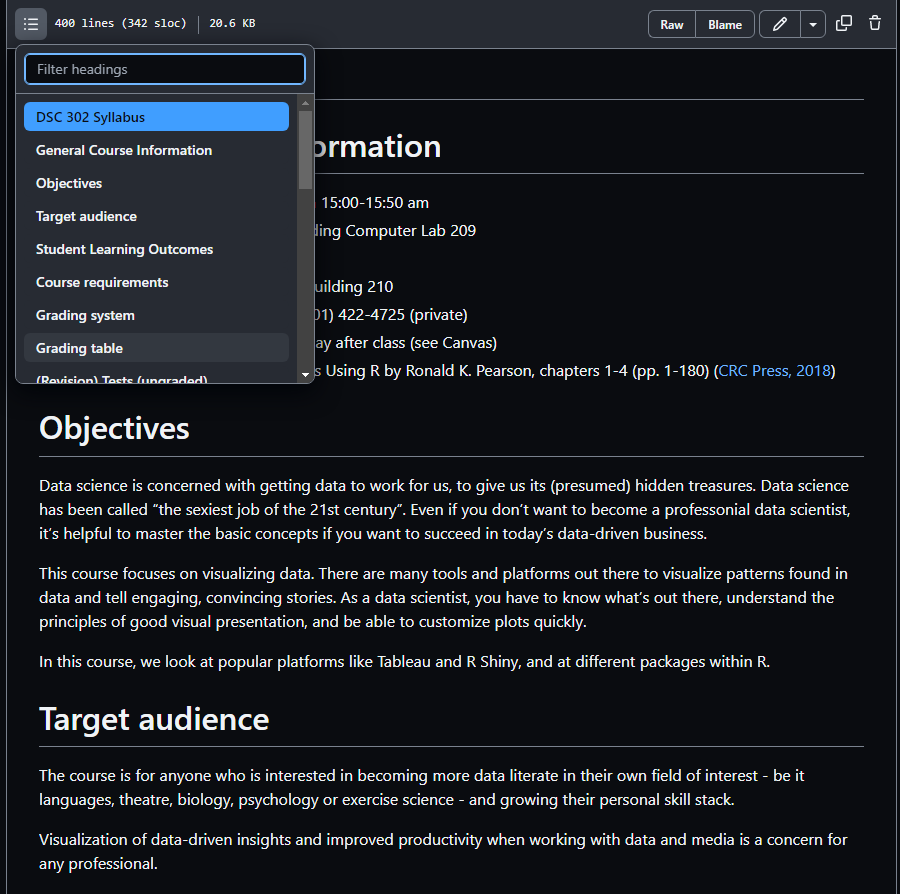 400 lines (342 sloc) 20.6 KB
Raw Blame
Filter headings
DSC 302 Syllabus
General Course Information
Objectives
Target audience
Student Learning Outcomes
Course requirements
Grading system
Grading table
(Revision) Tests (ungraded)
15:00-15:50 am
Computer Lab 209
210
422-4725 (private)
after class (see Canvas)
Using R by Ronald K. Pearson, chapters 1-4 (pp. 1-180) (CRC Press, 2018)
Objectives
Data science is concerned with getting data to work for us, to give us its (presumed) hidden treasures. Data science
has been called “the sexiest job of the 21st century”. Even if you don’t want to become a professonial data scientist,
it’s helpful to master the basic concepts if you want to succeed in today’s data-driven business.
This course focuses on visualizing data. There are many tools and platforms out there to visualize patterns found in
data and tell engaging, convincing stories. As a data scientist, you have to know what’s out there, understand the
principles of good visual presentation, and be able to customize plots quickly.
In this course, we look at popular platforms like Tableau and R Shiny, and at different packages within R.
Target audience
The course is for anyone who is interested in becoming more data literate in their own field of interest - be it
languages, theatre, biology, psychology or exercise science - and growing their personal skill stack.
Visualization of data-driven insights and improved productivity when working with data and media is a concern for
any professional.